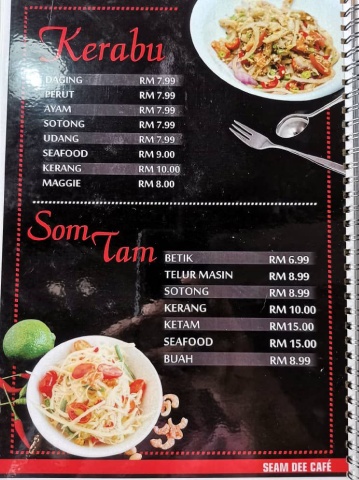 Kerabu
DAGING RM 7.99
PERUT RM 7.99
AYAM RM 7.99
SOTONG RM 7.99
UDANG RM 7.99
SEAFOOD RM 9.00
KERANG RM 10.00
MAGGIE RM 8.00
Som Tam
BETIK RM 6.99
TELUR MASIN RM 8.99
SOTONG RM 8.99
KERANG RM 10.00
KETAM RM15.00
SEAFOOD RM 15.00
BUAH RM 8.99
SEAM DEE CAFÉ